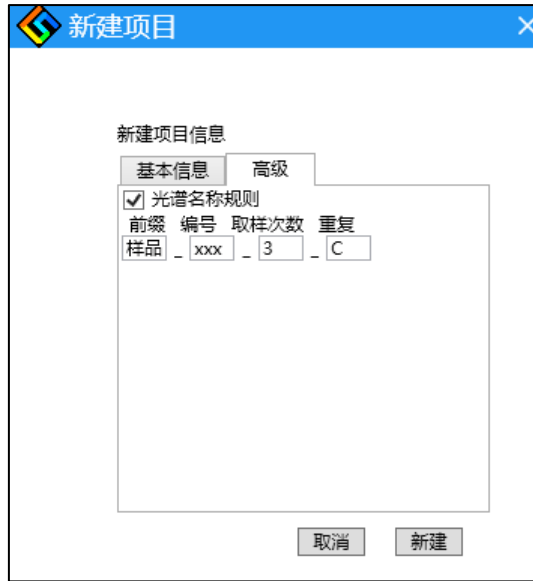 新建项目
新建项目信息
基本信息 高级
光谱名称规则
前缀 编号 取样次数 重复
样品 _ xxx _ 3 _ C
取消 新建